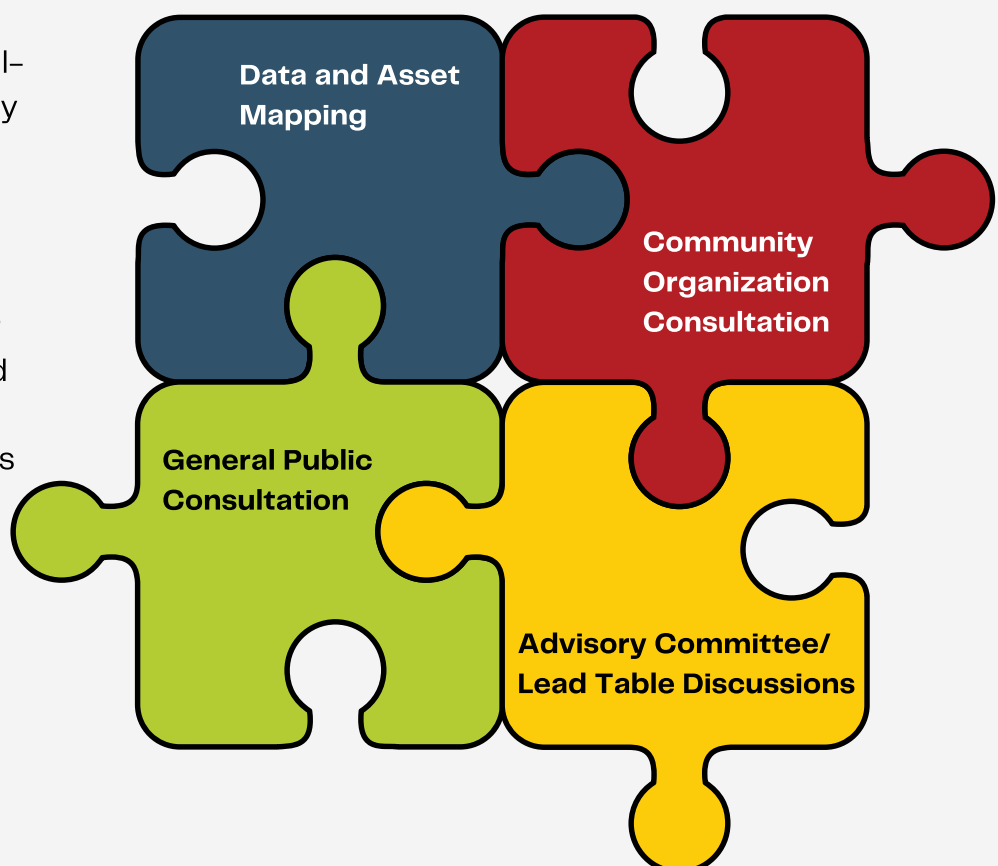 l–
y
d
s
Data and Asset
Mapping
Community
Organization
Consultation
General Public
Consultation
Advisory Committee/
Lead Table Discussions